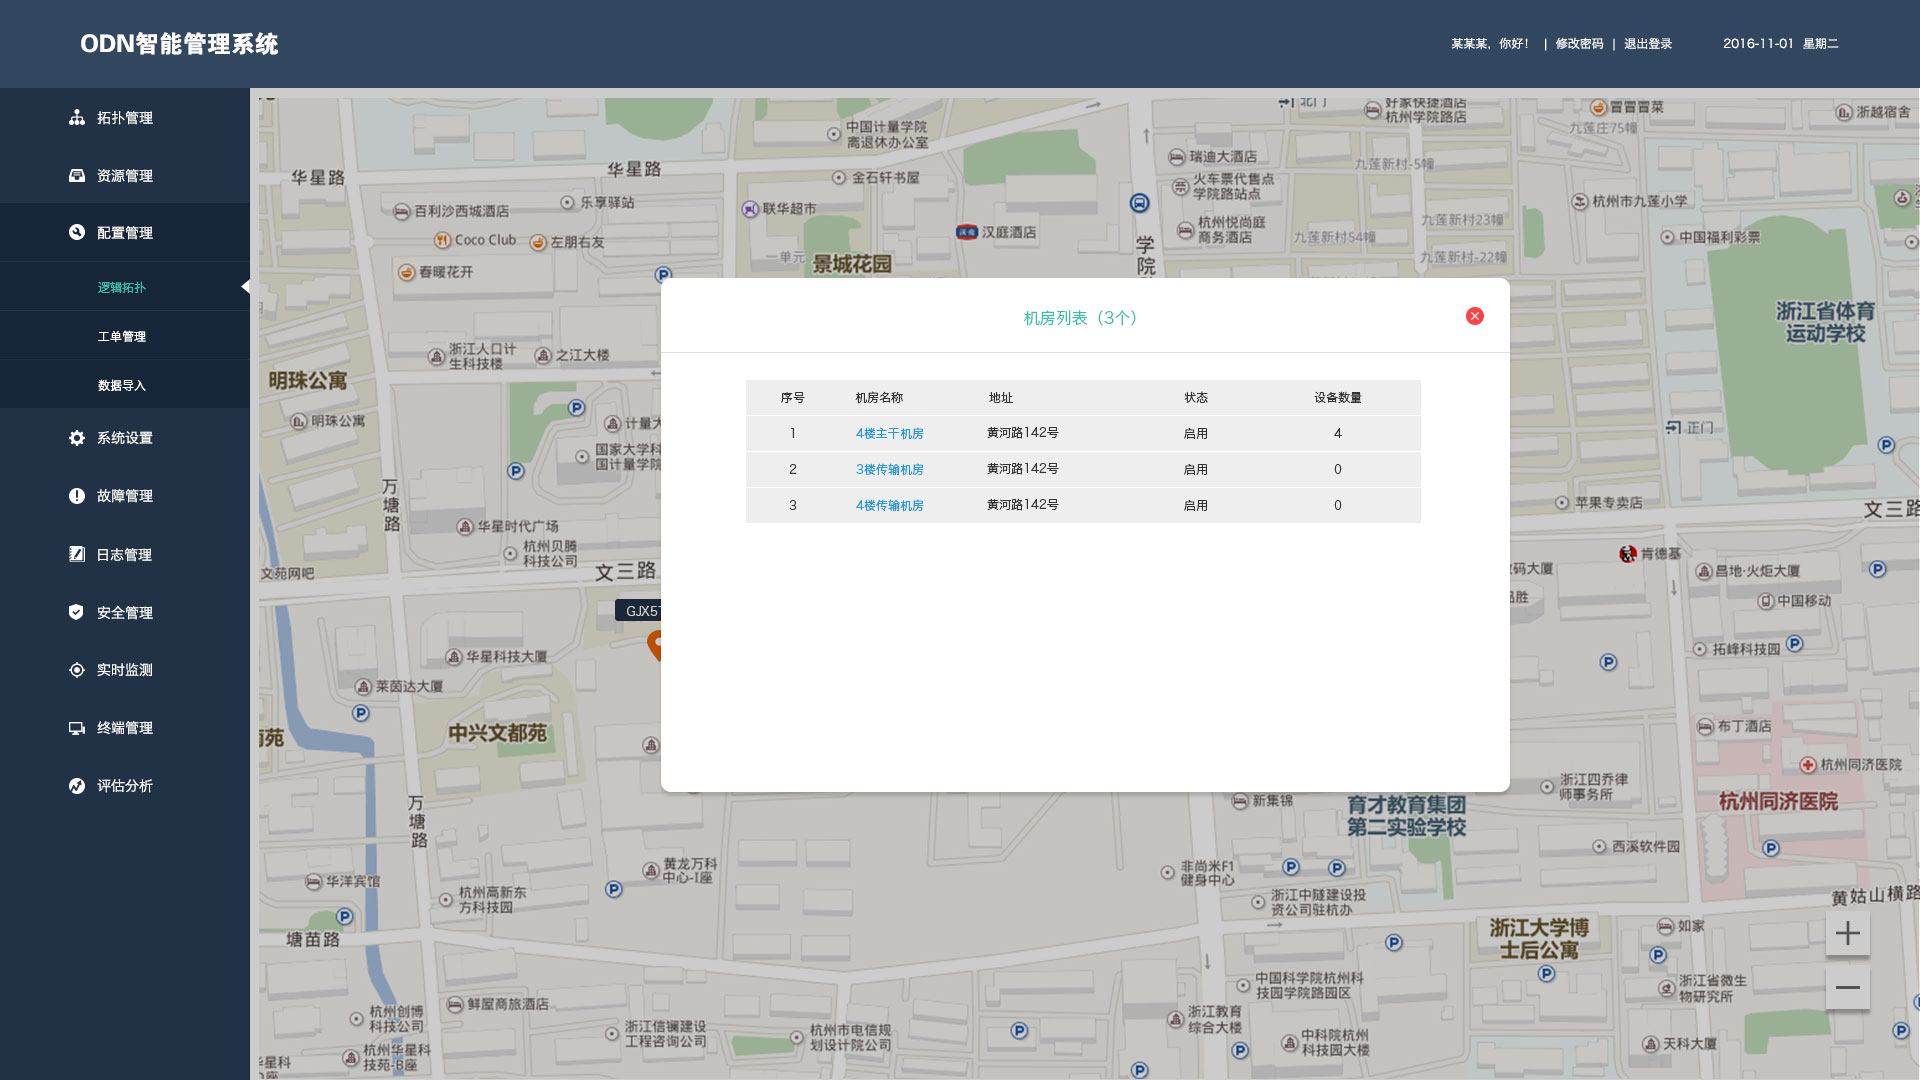 ODN智能管理系统
某某某，你好！ | 修改密码 | 退出登录
2016-11-01 星期二
拓扑管理
资源管理
配置管理
逻辑拓扑
工单管理
数据导入
系统设置
故障管理
日志管理
安全管理
实时监测
终端管理
评估分析
机房列表（3个）
序号 机房名称 地址 状态 设备数量
1 4楼主干机房 黄河路142号 启用 4
2 3楼传输机房 黄河路142号 启用 0
3 4楼传输机房 黄河路142号 启用 0
北门
好家快捷酒店
杭州学院路店
冒冒冒菜
九莲庄75幢
浙越宿舍
中国计量学院
离退休办公室
华星路
华星路
金石轩书屋
瑞迪大酒店
九莲新村-5幢
火车票代售点
学院路站点
百利沙西城酒店
乐享驿站
联华超市
汉庭酒店
杭州悦尚庭
商务酒店
杭州市九莲小学
九莲新村23幢
九莲新村54幢
九莲新村-22幢
中国福利彩票
Coco Club
左朋右友
春暖花开
一单元
景城花园
学院
浙江省体育
运动学校
浙江人口计
生科技楼
之江大楼
明珠公寓
明珠公寓
计量大
国家大学科
国计量学院
正门
万塘路
苹果专卖店
文三路
华星时代广场
杭州贝腾
科技公司
文苑网吧
文三路
肯德基
码大厦
昌地·火炬大厦
中国移动
GJX57
华星科技大厦
莱茵达大厦
拓峰科技园
中兴文都苑
苑
布丁酒店
杭州同济医院
杭州同济医院
浙江四乔律
师事务所
新集锦
育才教育集团
第二实验学校
万塘路
西溪软件园
黄龙万科
中心-I座
非尚米F1
健身中心
华洋宾馆
杭州高新东
方科技园
浙江中隧建设投
资公司驻杭办
黄姑山横路
塘苗路
浙江大学博
士后公寓
如家
中国科学院杭州科
技园学院路园区
浙江省微生
物研究所
鲜屋商旅酒店
杭州创博
科技公司
浙江信镧建设
工程咨询公司
杭州市电信规
划设计院公司
浙江教育
综合大楼
中科院杭州
科技园大楼
天科大厦
杭州华星科
技苑-B座
星科